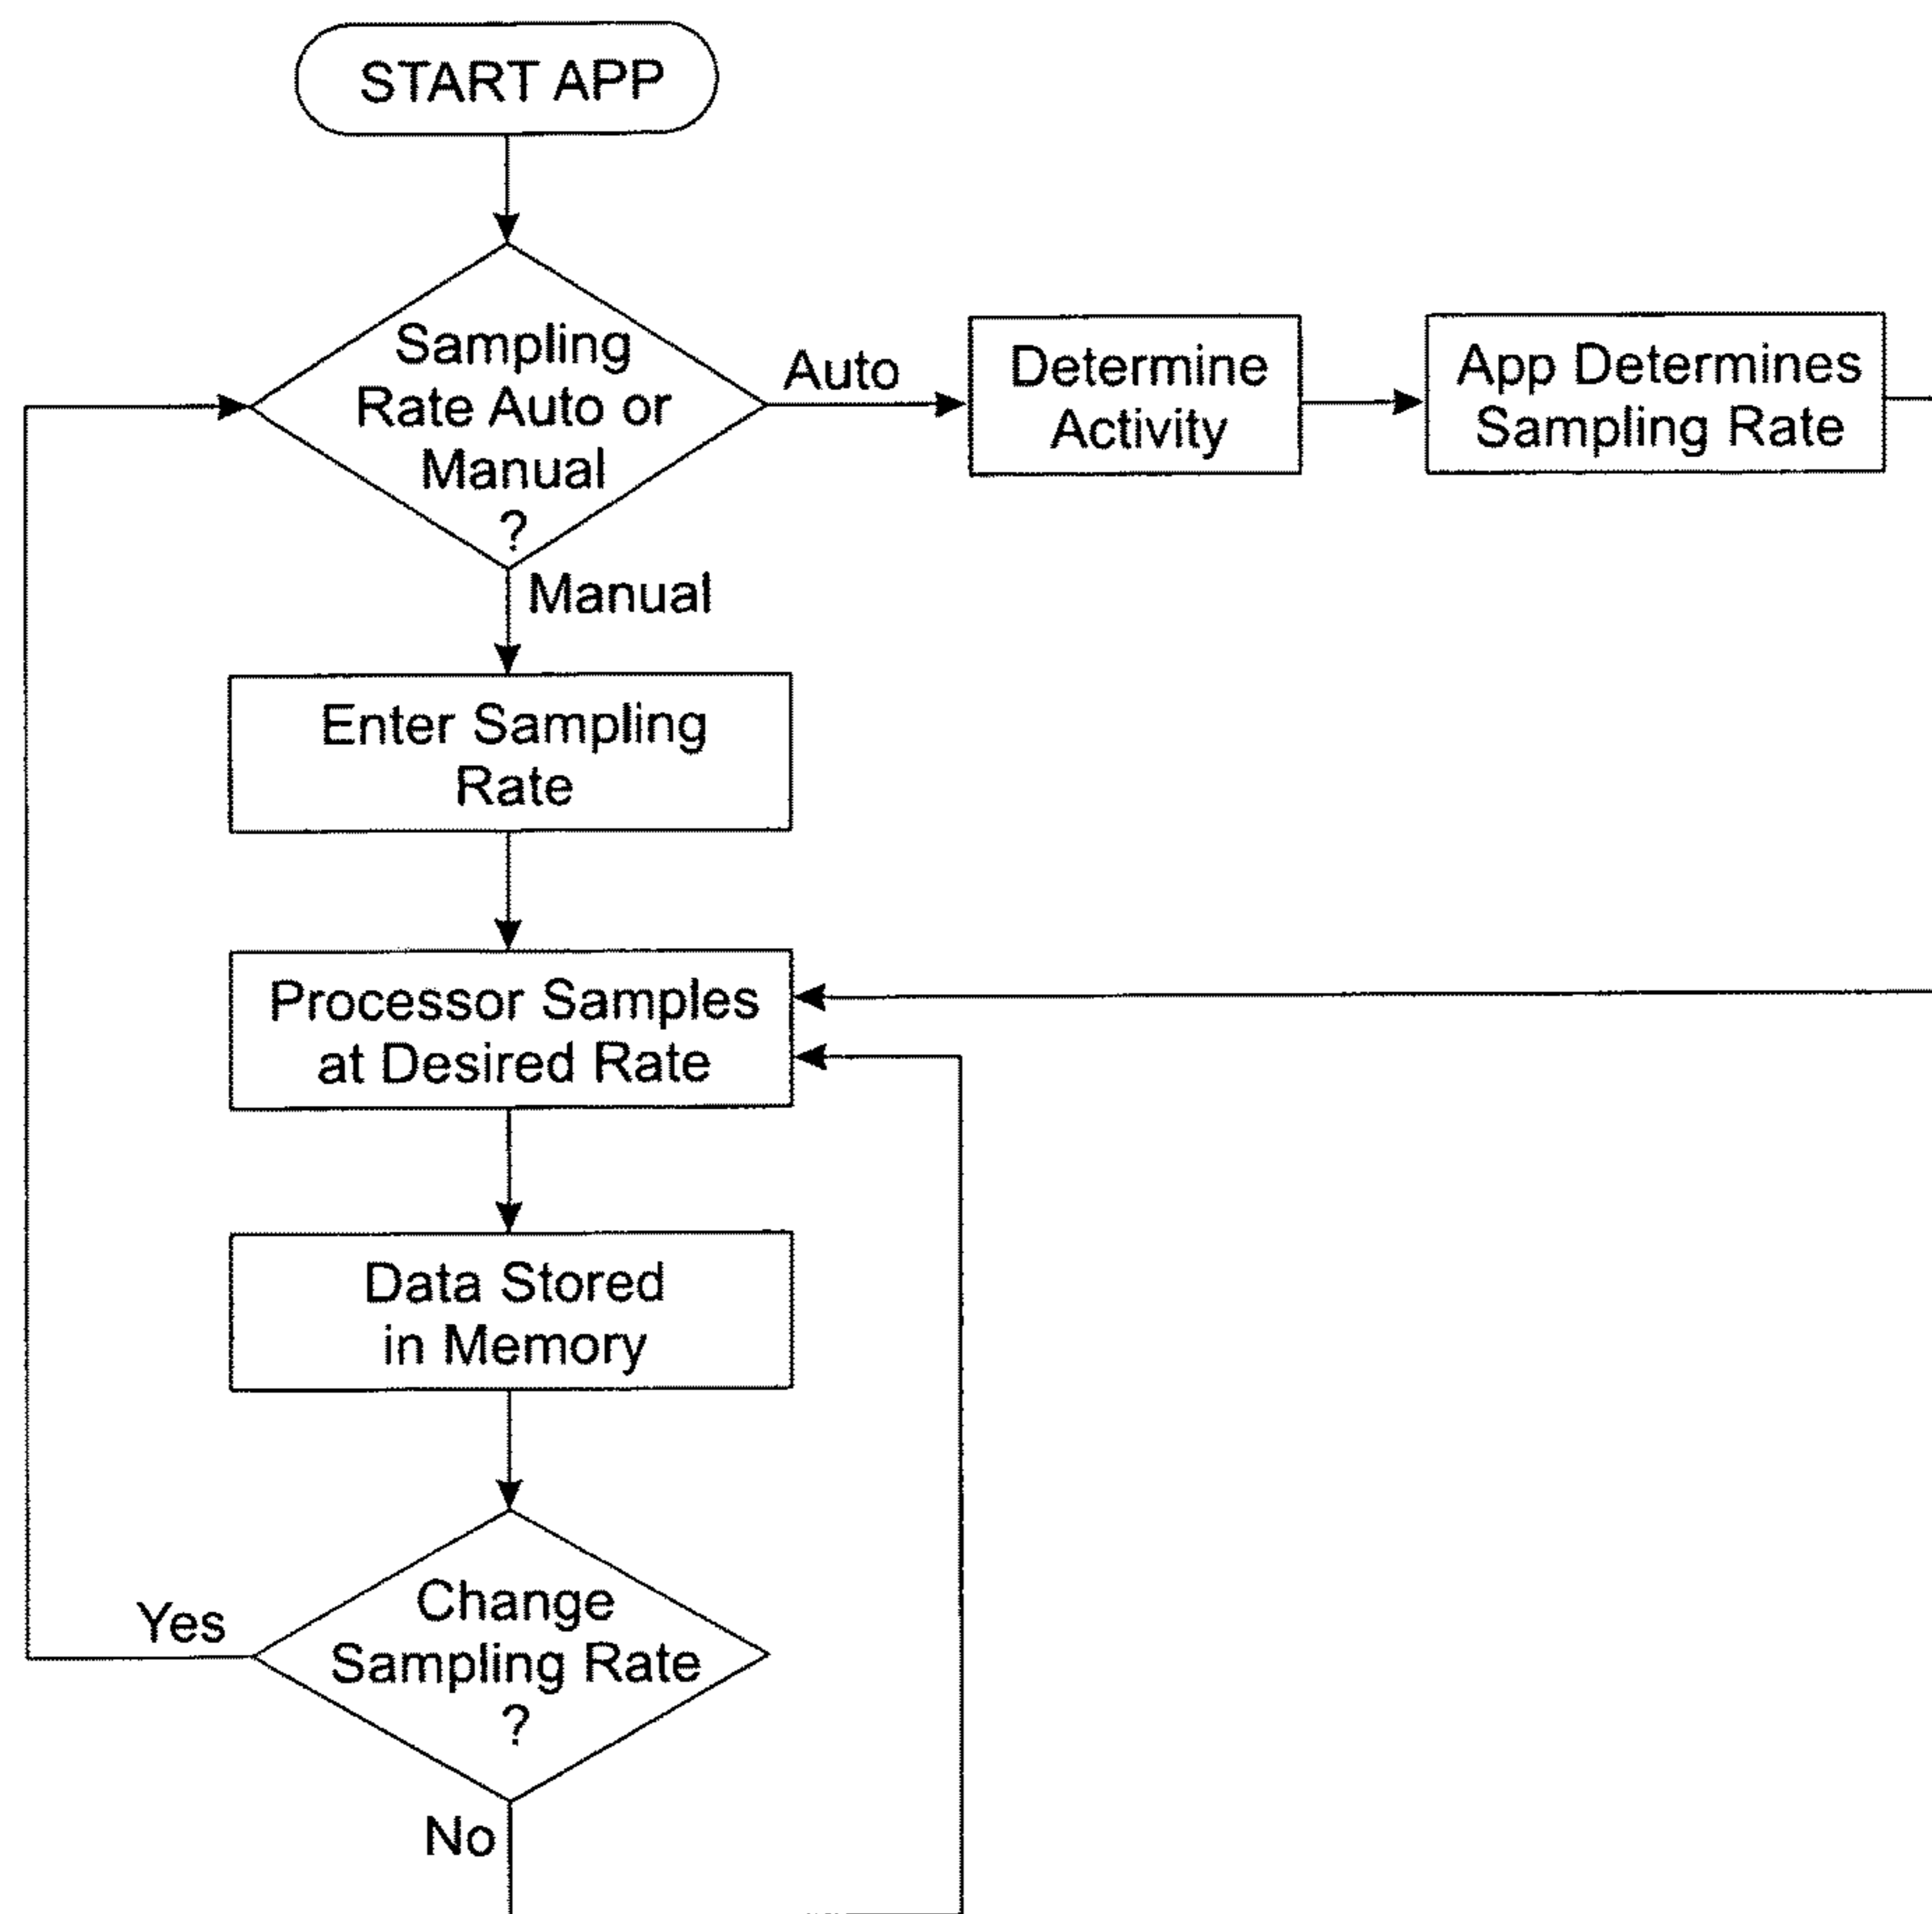 START APP
Sampling
Rate Auto or
Manual
?
Auto
Determine
Activity
App Determines
Sampling Rate
Manual
Enter Sampling
Rate
Processor Samples
at Desired Rate
Data Stored
in Memory
Change
Sampling Rate
?
Yes
No